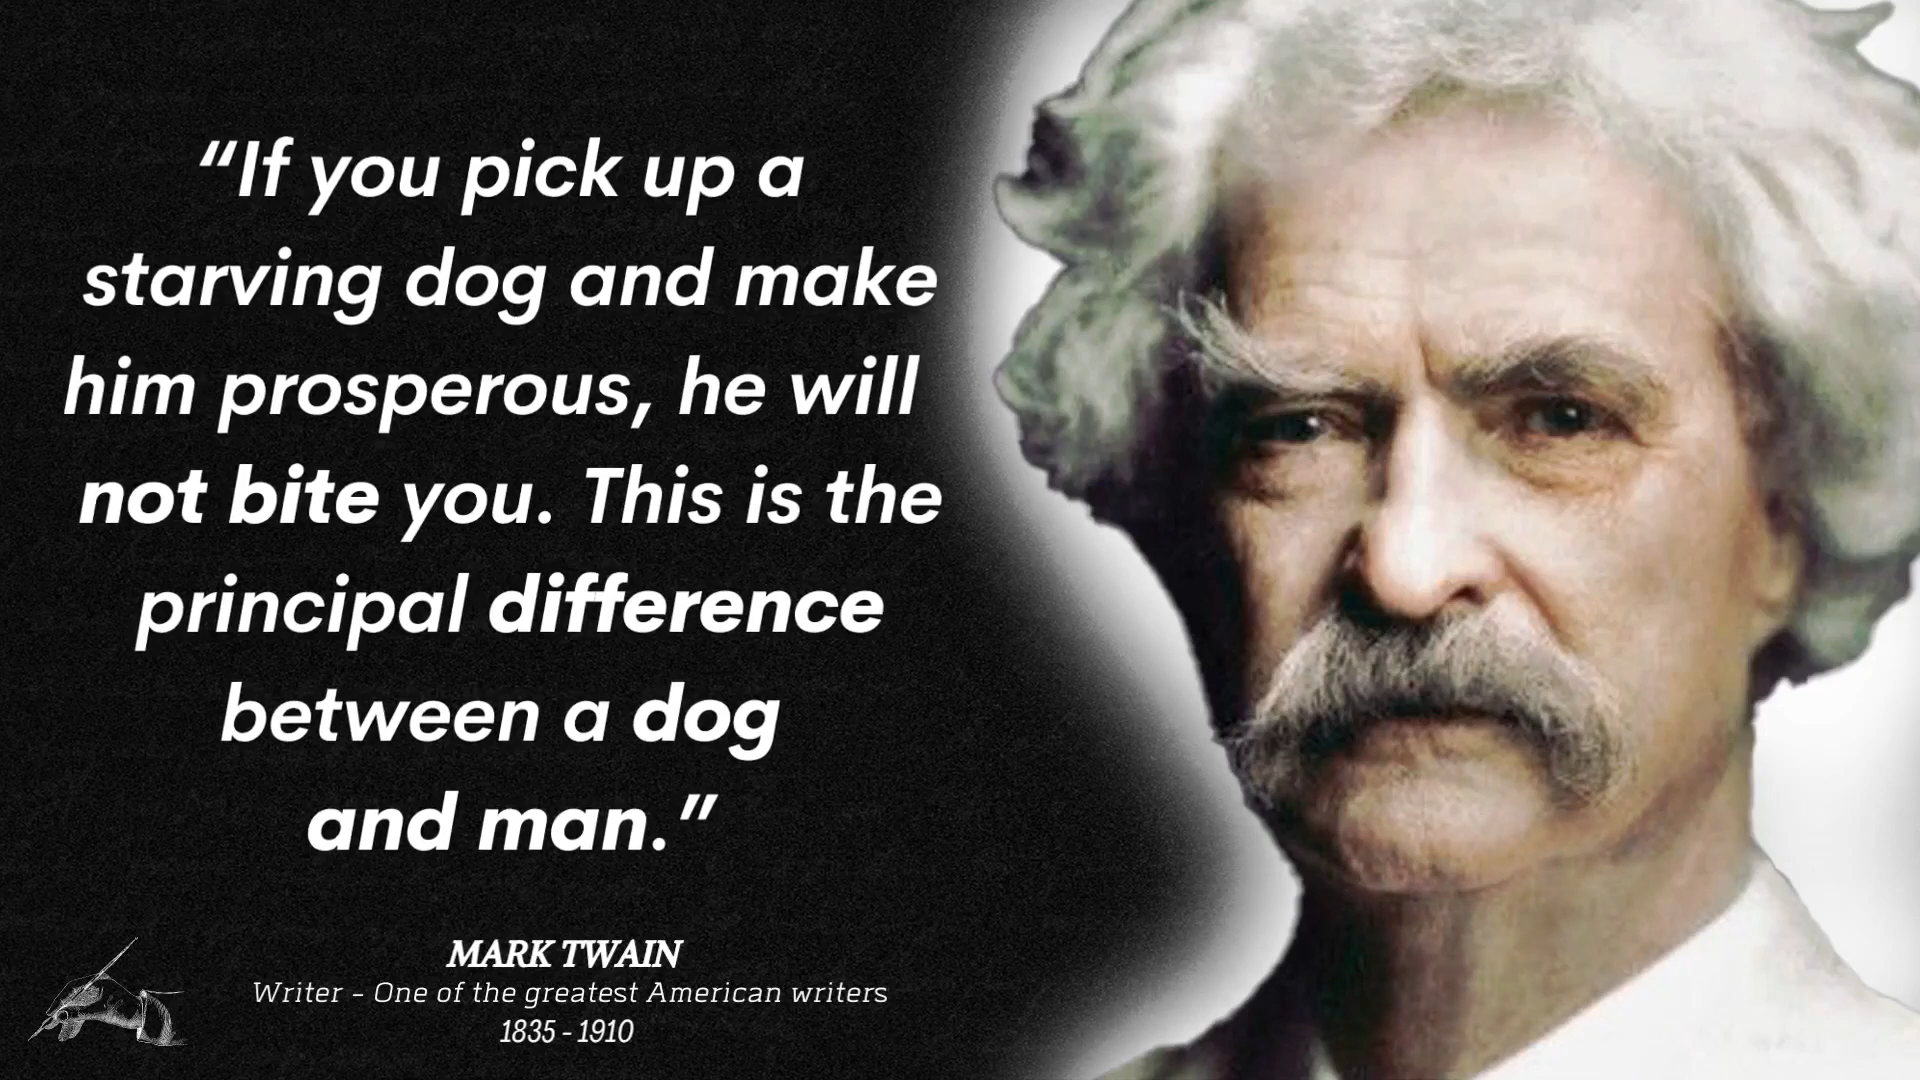 “If you pick up a
starving dog and make
him prosperous, he will
not bite you. This is the
principal difference
between a dog
and man.”
MARK TWAIN
Writer - One of the greatest American writers
1835 - 1910